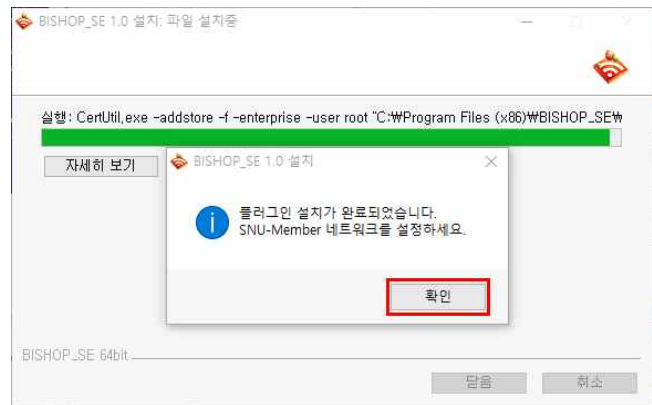 BISHOP_SE 1.0 설치: 파일 설치중
실행: CertUtil,exe -addstore -f -enterprise -user root "C:₩Program Files (x86)₩BISHOP_SE₩
자세히 보기
BISHOP_SE 1.0 설치
플러그인 설치가 완료되었습니다.
SNU-Member 네트워크를 설정하세요.
확인
BISHOP_SE 64bit
닫음
취소